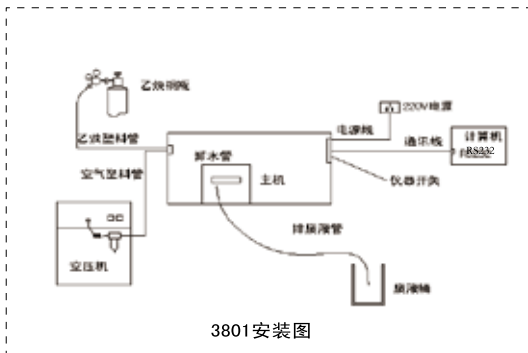 乙炔钢瓶
220V电源
乙炔塑料管
电源线
通讯线
计算机
RS232
卸水管
空气塑料管
主机
仪器开关
排废液管
空压机
废液桶
3801安装图